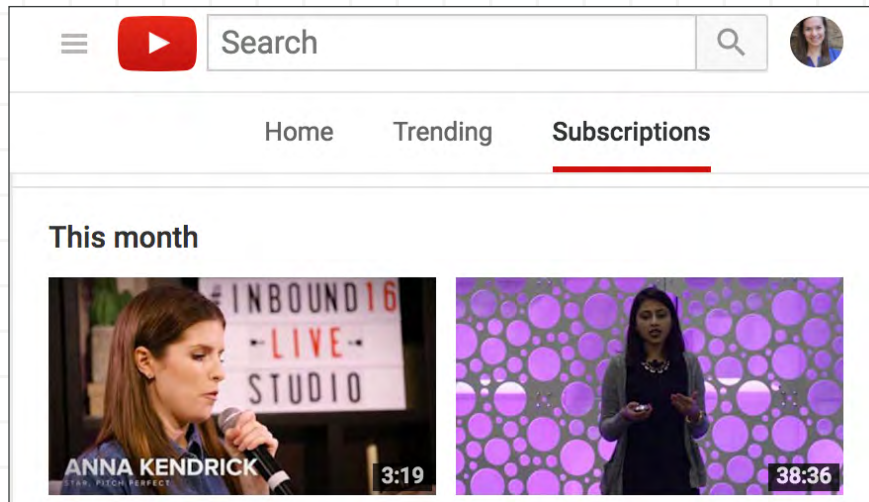 Search
Home Trending Subscriptions
This month
#INBOUND16
-LIVE-
STUDIO
ANNA KENDRICK
STAR, PITCH PERFECT
3:19
38:36